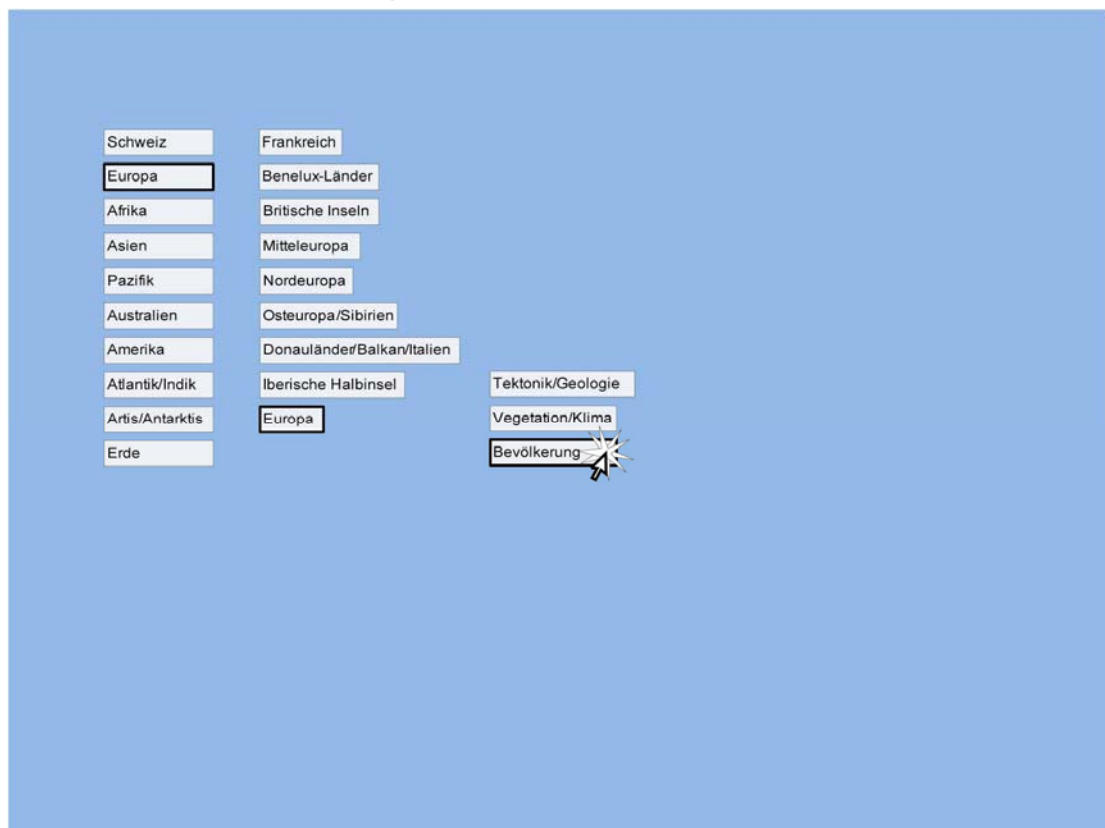 Schweiz
Europa
Afrika
Asien
Pazifik
Australien
Amerika
Atlantik/Indik
Artis/Antarktis
Erde
Frankreich
Benelux-Länder
Britische Inseln
Mitteleuropa
Nordeuropa
Osteuropa/Sibirien
Donauländer/Balkan/Italien
Iberische Halbinsel
Europa
Tektonik/Geologie
Vegetation/Klima
Bevölkerung